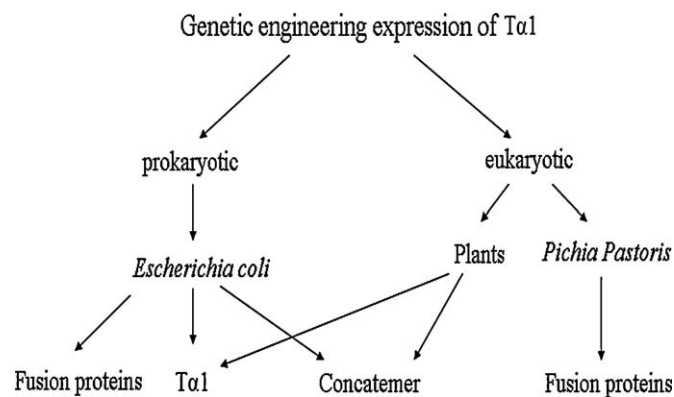 Genetic engineering expression of Tα1
prokaryotic
eukaryotic
Escherichia coli
Plants
Pichia Pastoris
Fusion proteins
Tα1
Concatemer
Fusion proteins